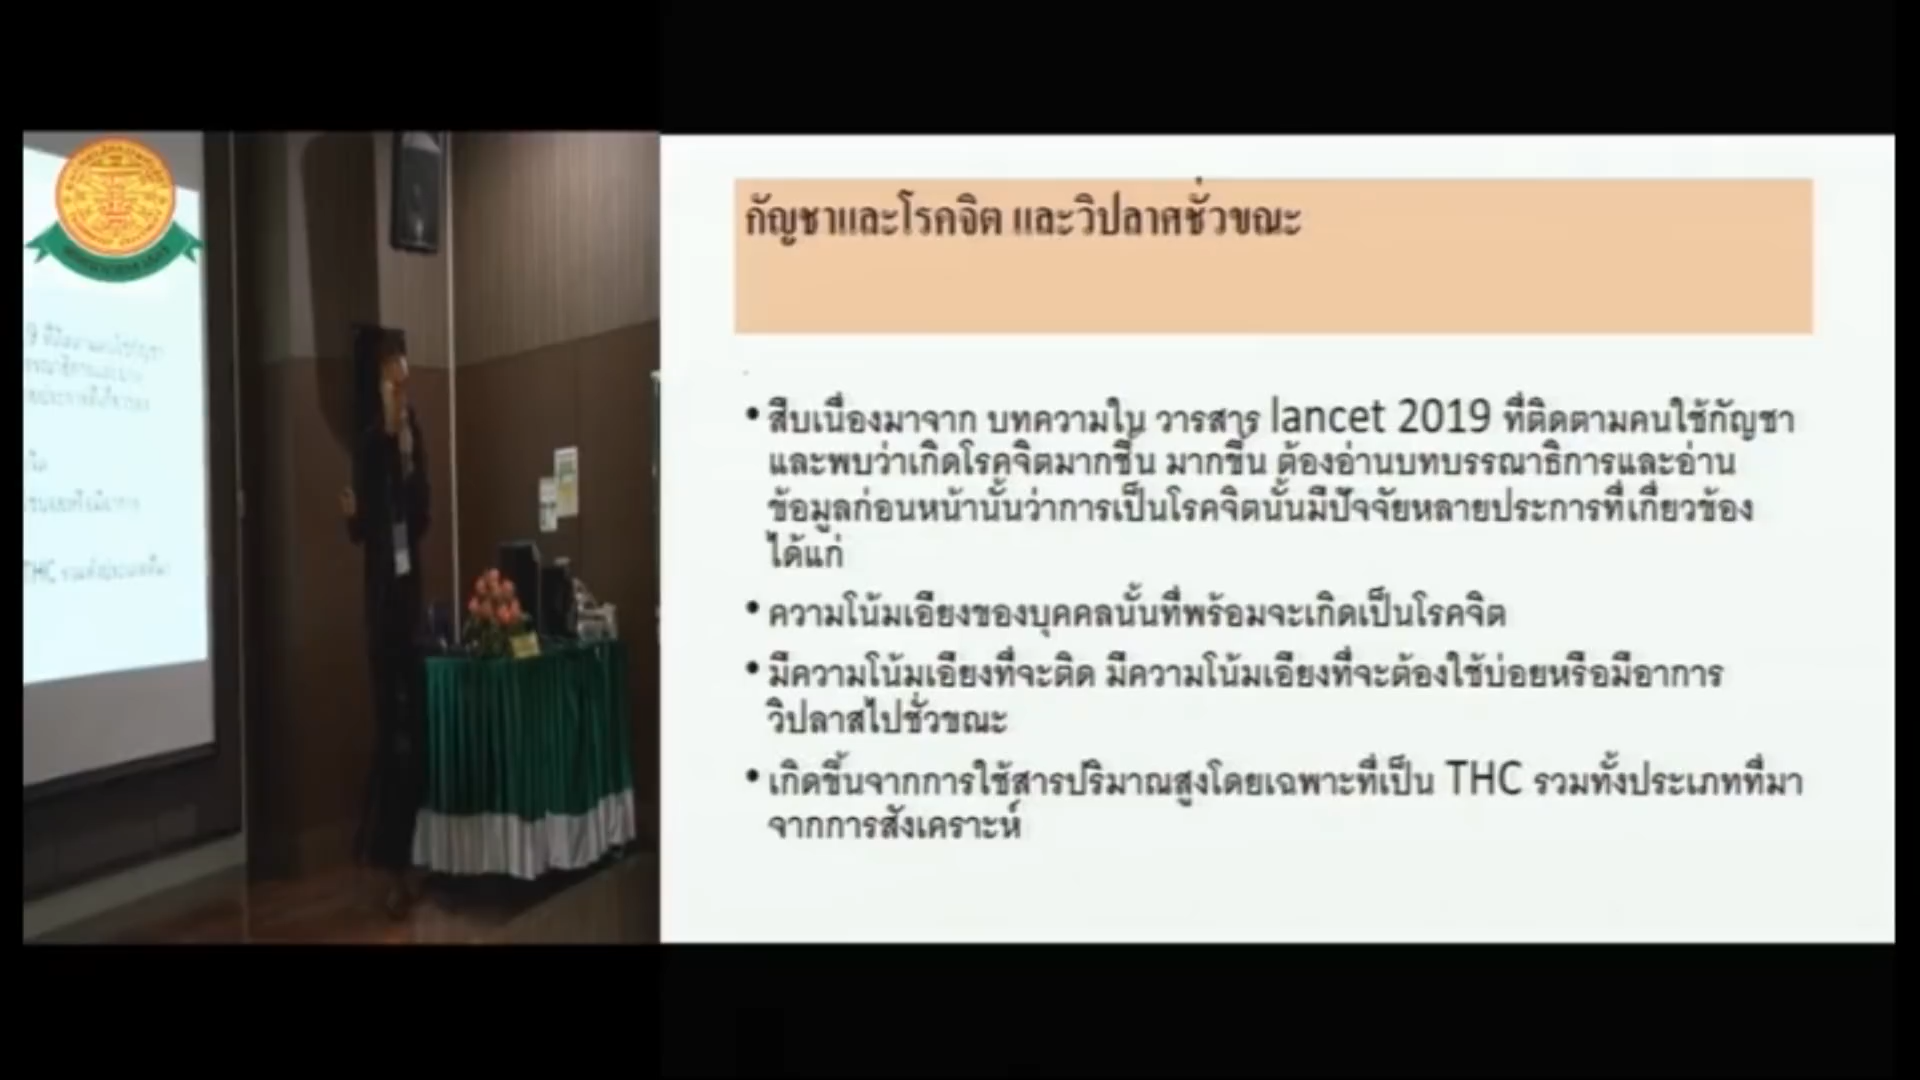 กัญชาและโรคจิต และวิปลาศชั่วขณะ
• สืบเนื่องมาจาก บทความใน วารสาร lancet 2019 ที่ติดตามคนใช้กัญชา
และพบว่าเกิดโรคจิตมากขึ้น มากขึ้น ต้องอ่านบทบรรณาธิการและอ่าน
ข้อมูลก่อนหน้านั้นว่าการเป็นโรคจิตนั้นมีปัจจัยหลายประการที่เกี่ยวข้อง
ได้แก่
• ความโน้มเอียงของบุคคลนั้นที่พร้อมจะเกิดเป็นโรคจิต
• มีความโน้มเอียงที่จะติด มีความโน้มเอียงที่จะต้องใช้บ่อยหรือมีอาการ
วิปลาสไปชั่วขณะ
• เกิดขึ้นจากการใช้สารปริมาณสูงโดยเฉพาะที่เป็น THC รวมทั้งประเภทที่มา
จากการสังเคราะห์